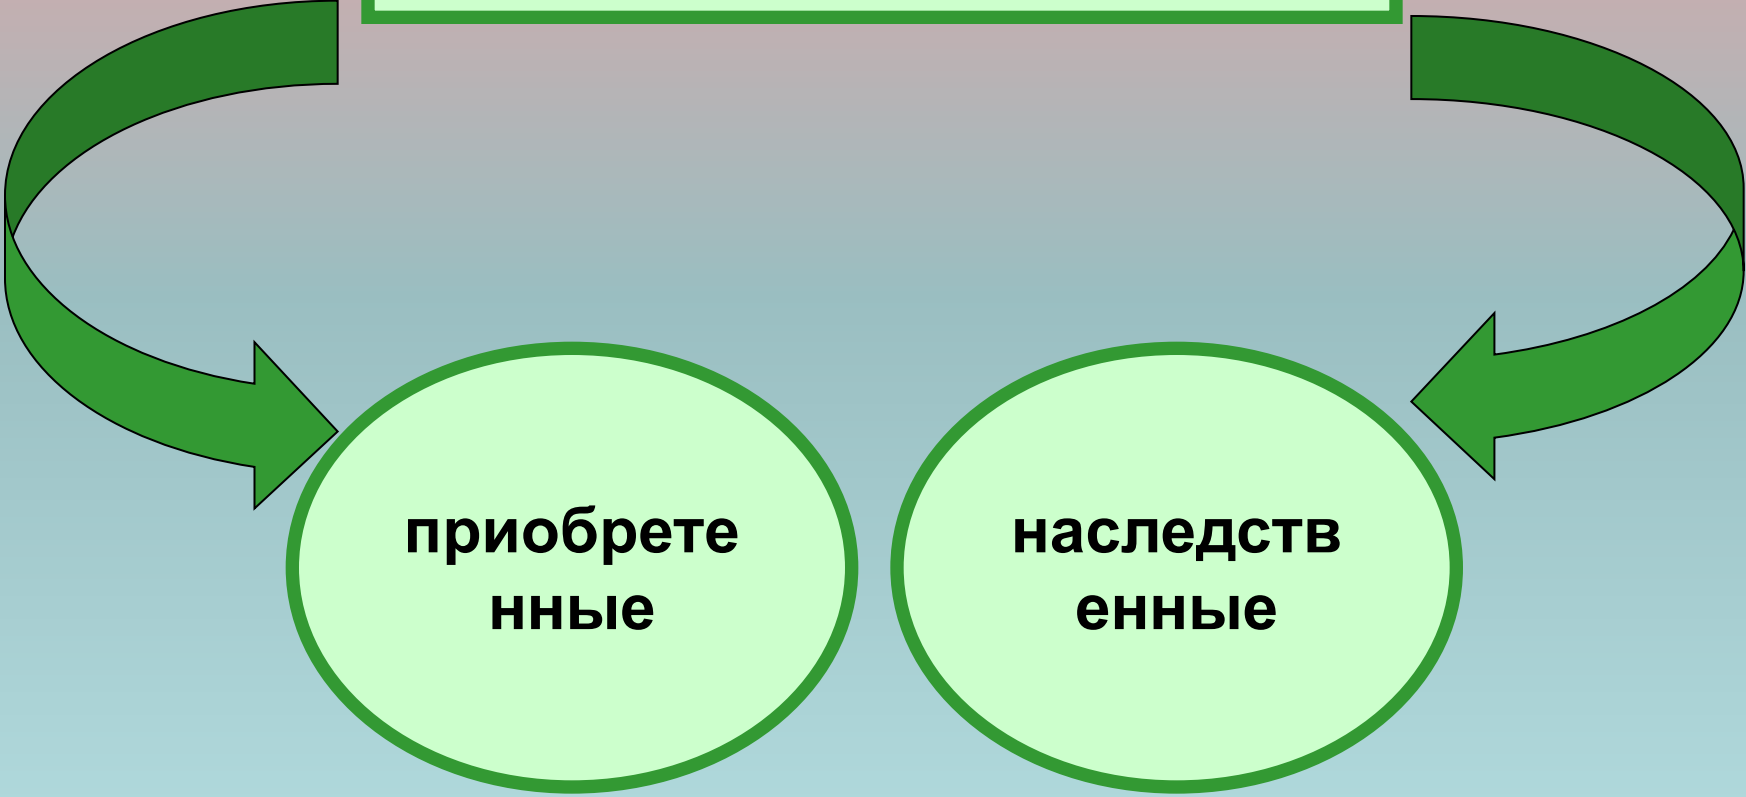 приобрете
нные
наследств
енные